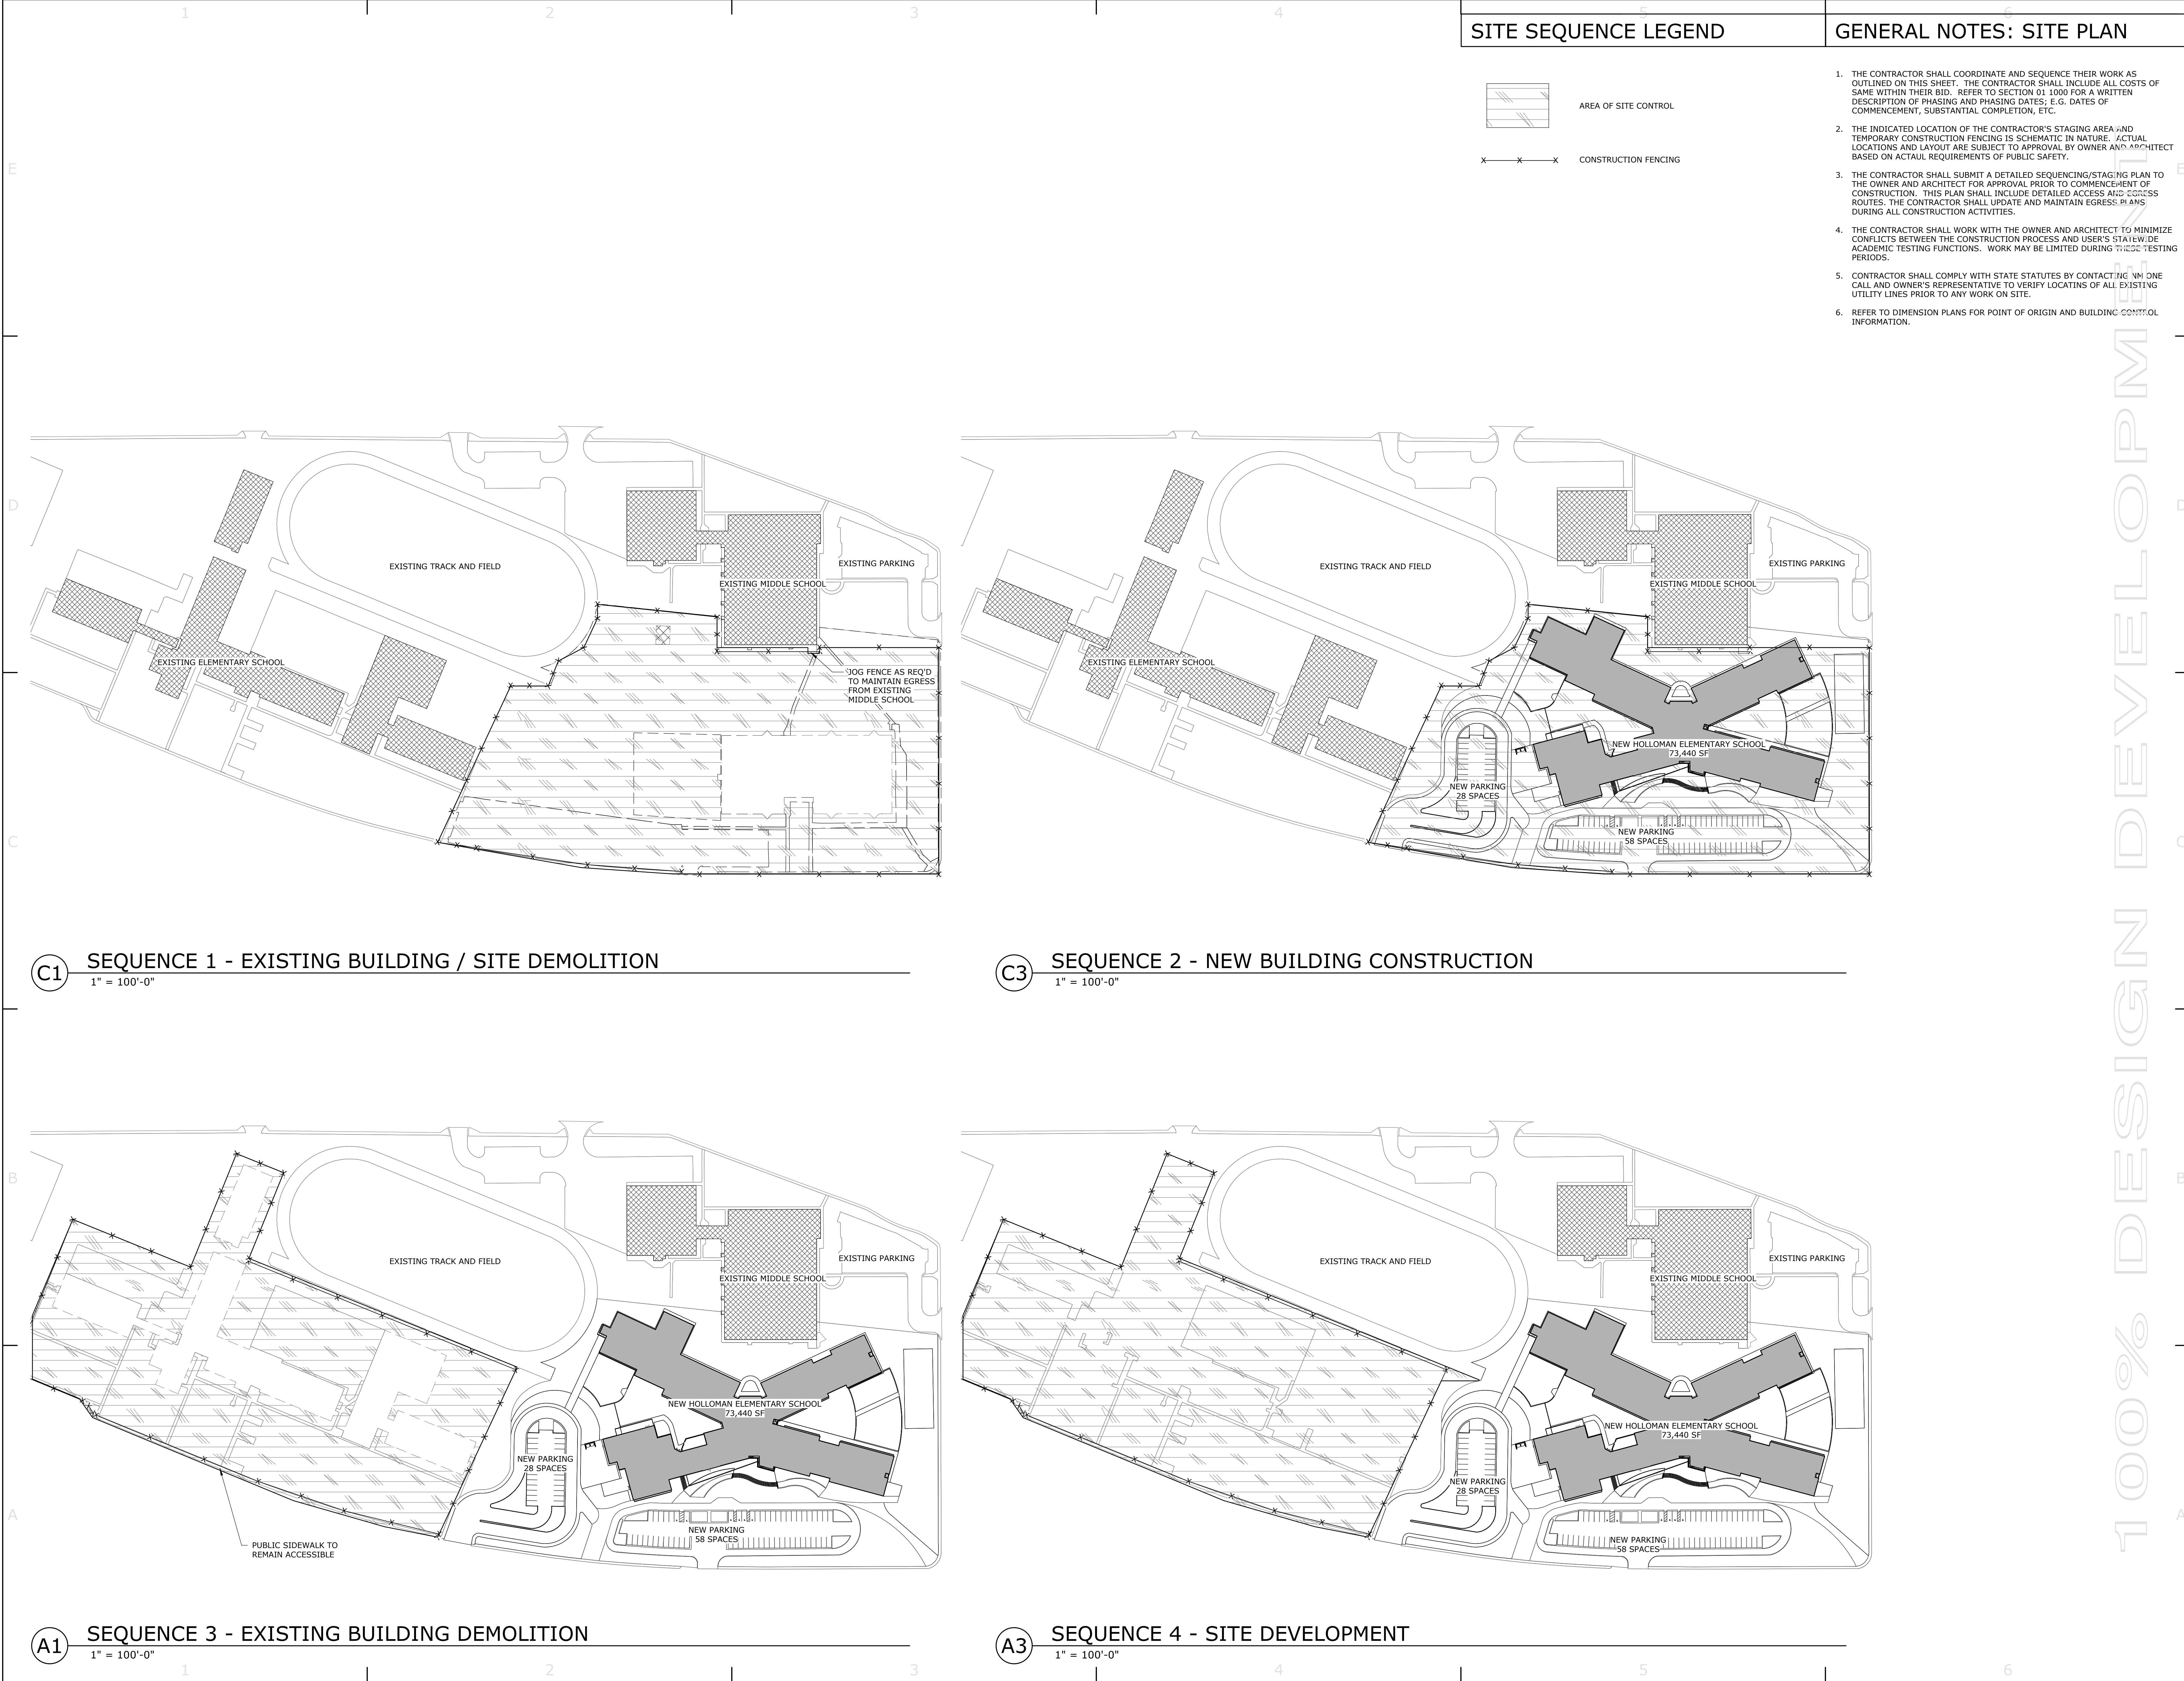 1 2 3 4 5 6
SITE SEQUENCE LEGEND
AREA OF SITE CONTROL
X X X
CONSTRUCTION FENCING
GENERAL NOTES: SITE PLAN
1. THE CONTRACTOR SHALL COORDINATE AND SEQUENCE THEIR WORK AS
OUTLINED ON THIS SHEET. THE CONTRACTOR SHALL INCLUDE ALL COSTS OF
SAME WITHIN THEIR BID. REFER TO SECTION 01 1000 FOR A WRITTEN
DESCRIPTION OF PHASING AND PHASING DATES; E.G. DATES OF
COMMENCEMENT, SUBSTANTIAL COMPLETION, ETC.
2. THE INDICATED LOCATION OF THE CONTRACTOR'S STAGING AREA AND
TEMPORARY CONSTRUCTION FENCING IS SCHEMATIC IN NATURE. ACTUAL
LOCATIONS AND LAYOUT ARE SUBJECT TO APPROVAL BY OWNER AND ARCHITECT
BASED ON ACTAUL REQUIREMENTS OF PUBLIC SAFETY.
3. THE CONTRACTOR SHALL SUBMIT A DETAILED SEQUENCING/STAGING PLAN TO
THE OWNER AND ARCHITECT FOR APPROVAL PRIOR TO COMMENCEMENT OF
CONSTRUCTION. THIS PLAN SHALL INCLUDE DETAILED ACCESS AND EGRESS
ROUTES. THE CONTRACTOR SHALL UPDATE AND MAINTAIN EGRESS PLANS
DURING ALL CONSTRUCTION ACTIVITIES.
4. THE CONTRACTOR SHALL WORK WITH THE OWNER AND ARCHITECT TO MINIMIZE
CONFLICTS BETWEEN THE CONSTRUCTION PROCESS AND USER'S STATEWIDE
ACADEMIC TESTING FUNCTIONS. WORK MAY BE LIMITED DURING THESE TESTING
PERIODS.
5. CONTRACTOR SHALL COMPLY WITH STATE STATUTES BY CONTACTING NM ONE
CALL AND OWNER'S REPRESENTATIVE TO VERIFY LOCATINS OF ALL EXISTING
UTILITY LINES PRIOR TO ANY WORK ON SITE.
6. REFER TO DIMENSION PLANS FOR POINT OF ORIGIN AND BUILDING CONTROL
INFORMATION.
100% DESIGN DEVELOPMENT
E
D
C
B
A
EXISTING TRACK AND FIELD
EXISTING PARKING
EXISTING MIDDLE SCHOOL
EXISTING ELEMENTARY SCHOOL
JOG FENCE AS REQ'D
TO MAINTAIN EGRESS
FROM EXISTING
MIDDLE SCHOOL
C1
SEQUENCE 1 - EXISTING BUILDING / SITE DEMOLITION
1" = 100'-0"
EXISTING TRACK AND FIELD
EXISTING PARKING
EXISTING MIDDLE SCHOOL
EXISTING ELEMENTARY SCHOOL
NEW HOLLOMAN ELEMENTARY SCHOOL
73,440 SF
NEW PARKING
28 SPACES
NEW PARKING
58 SPACES
C3
SEQUENCE 2 - NEW BUILDING CONSTRUCTION
1" = 100'-0"
EXISTING TRACK AND FIELD
EXISTING PARKING
EXISTING MIDDLE SCHOOL
NEW HOLLOMAN ELEMENTARY SCHOOL
73,440 SF
NEW PARKING
28 SPACES
NEW PARKING
58 SPACES
PUBLIC SIDEWALK TO
REMAIN ACCESSIBLE
A1
SEQUENCE 3 - EXISTING BUILDING DEMOLITION
1" = 100'-0"
EXISTING TRACK AND FIELD
EXISTING PARKING
EXISTING MIDDLE SCHOOL
NEW HOLLOMAN ELEMENTARY SCHOOL
73,440 SF
NEW PARKING
28 SPACES
NEW PARKING
58 SPACES
A3
SEQUENCE 4 - SITE DEVELOPMENT
1" = 100'-0"
1 2 3 4 5 6